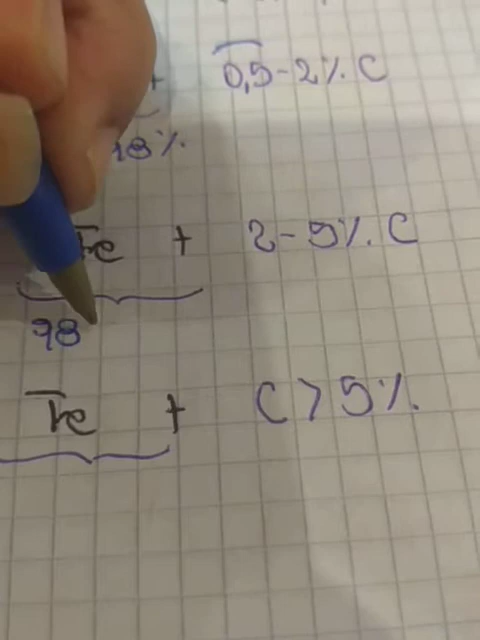 + 0,5-2% C
98%
Fe + 2-5% C
98
Fe + C > 5%